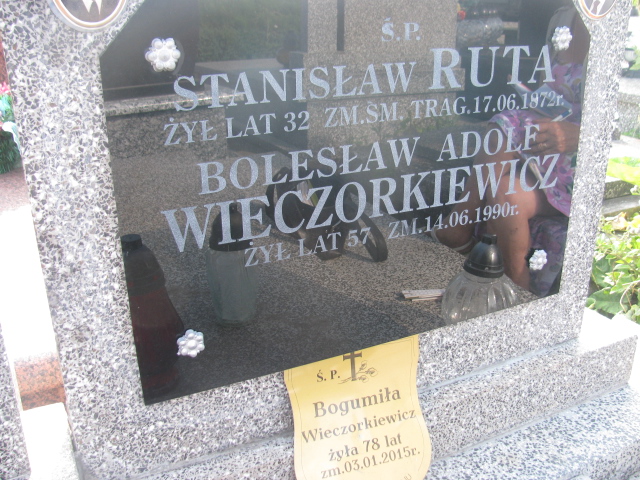 Ś.P.
STANISŁAW RUTA
ŻYŁ LAT 32 ZM.ŚM. TRAG.17.06.1872r.
BOLESŁAW ADOLF
WIECZORKIEWICZ
ŻYŁ LAT 57 ZM.14.06.1990r.
Ś. P.
Bogumiła
Wieczorkiewicz
żyła 78 lat
zm.03.01.2015r.